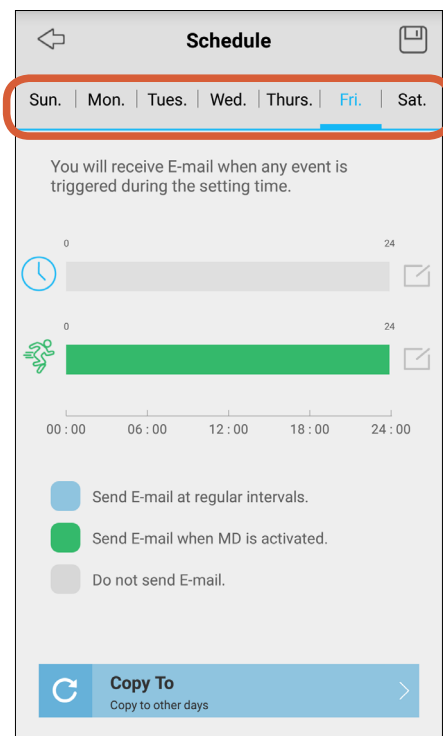 Schedule
Sun. Mon. Tues. Wed. Thurs. Fri. Sat.
You will receive E-mail when any event is
triggered during the setting time.
0 24
0 24
00 : 00 06 : 00 12 : 00 18 : 00 24 : 00
Send E-mail at regular intervals.
Send E-mail when MD is activated.
Do not send E-mail.
Copy To
Copy to other days